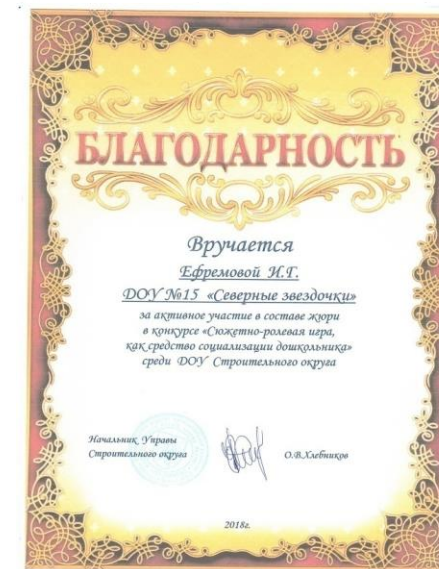 БЛАГОДАРНОСТЬ
Вручается
Ефремовой И.Г.
ДОУ №15 «Северные звездочки»
за активное участие в составе жюри
в конкурсе «Сюжетно-ролевая игра,
как средство социализации дошкольника»
среди ДОУ Строительного округа
Начальник Управы
Строительного округа
О.В.Хлебников
2018г.